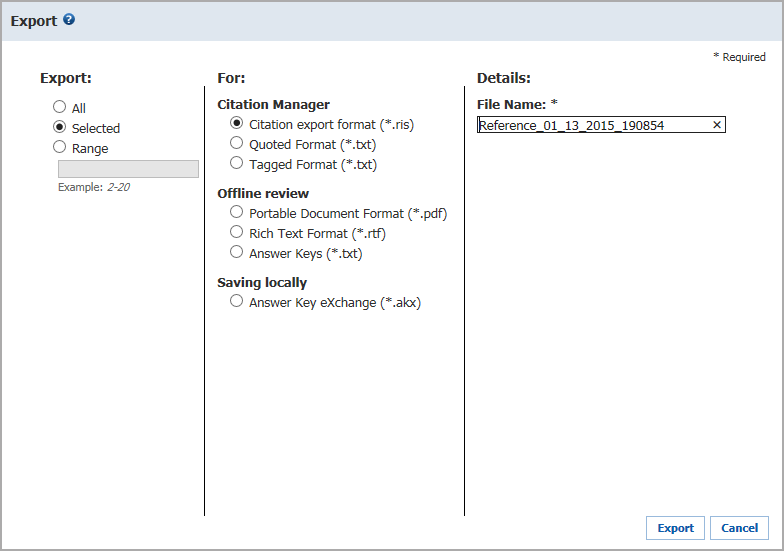 Export ?
* Required
Export:
All
Selected
Range
Example: 2-20
For:
Citation Manager
Citation export format (*.ris)
Quoted Format (*.txt)
Tagged Format (*.txt)
Offline review
Portable Document Format (*.pdf)
Rich Text Format (*.rtf)
Answer Keys (*.txt)
Saving locally
Answer Key eXchange (*.akx)
Details:
File Name: *
Reference_01_13_2015_190854 ×
Export
Cancel